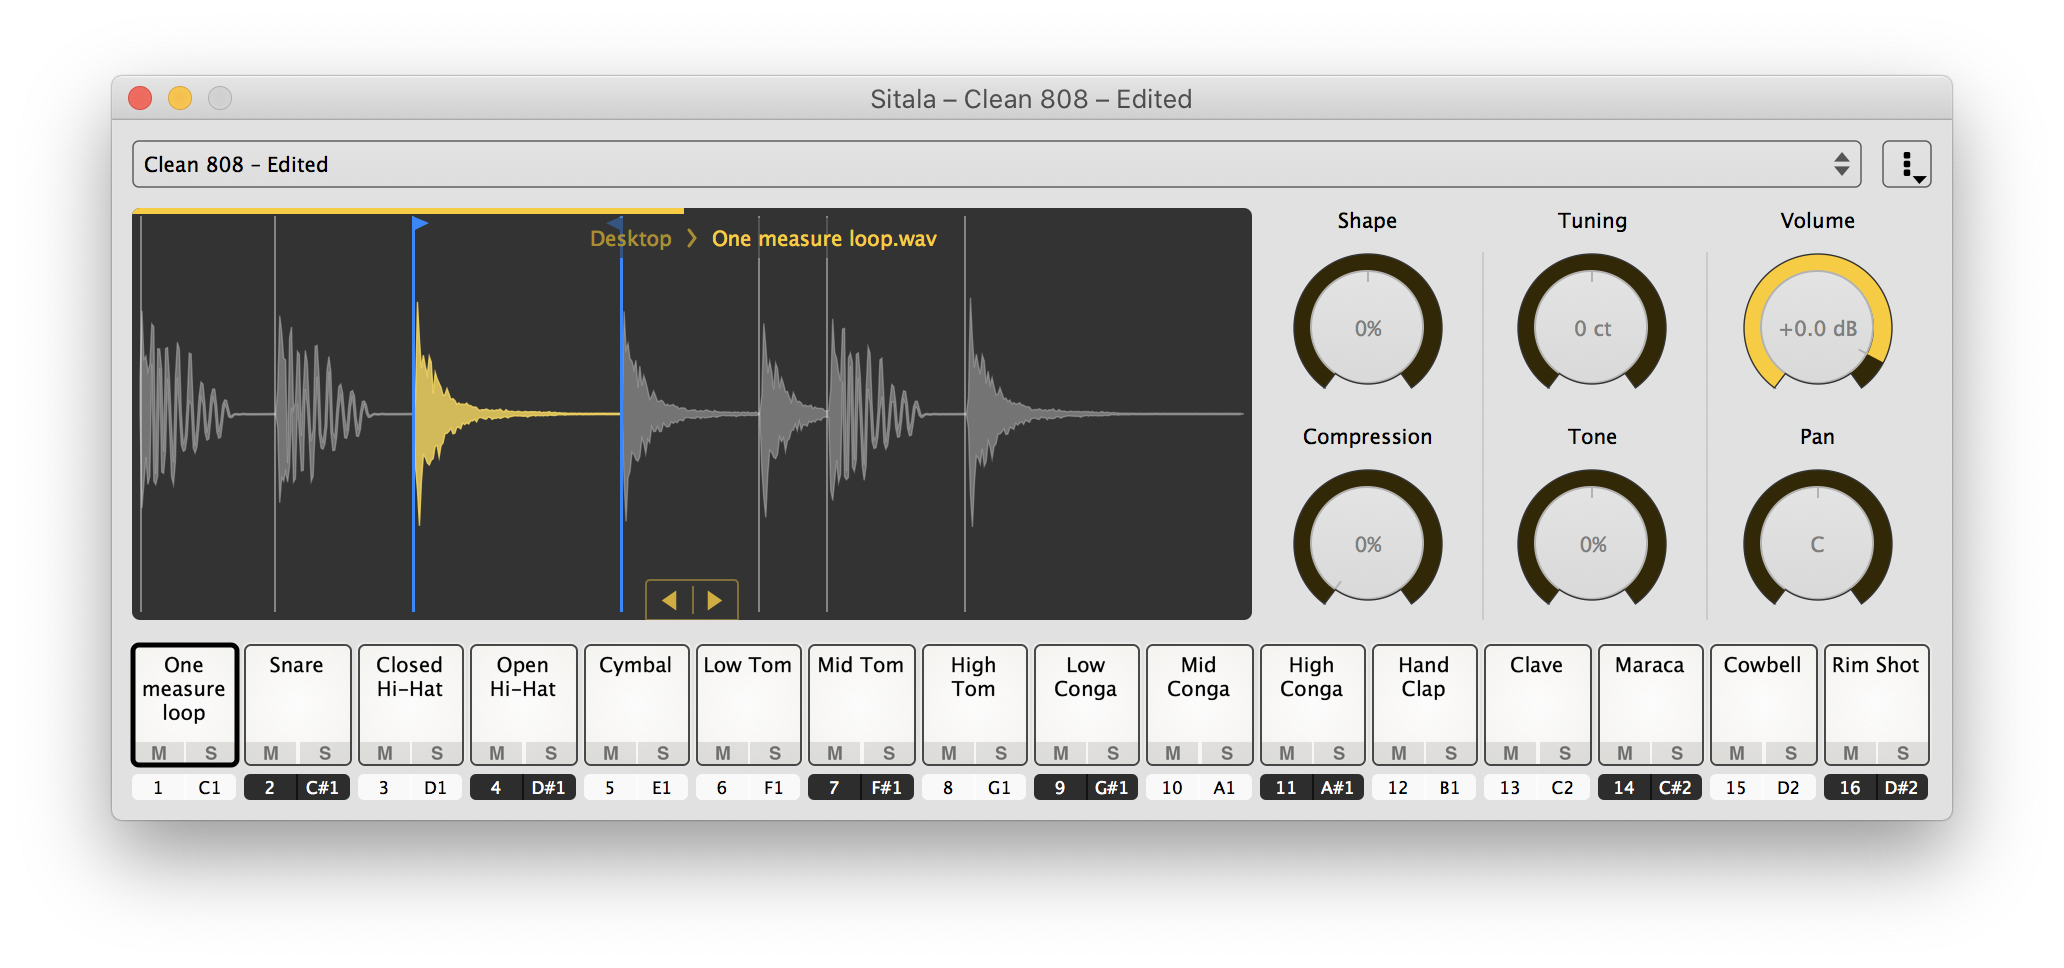 Sitala – Clean 808 – Edited
Clean 808 – Edited
Desktop > One measure loop.wav
Shape Tuning Volume
0% 0 ct +0.0 dB
Compression Tone Pan
0% 0% C
One measure loop
Snare
Closed Hi-Hat
Open Hi-Hat
Cymbal
Low Tom
Mid Tom
High Tom
Low Conga
Mid Conga
High Conga
Hand Clap
Clave
Maraca
Cowbell
Rim Shot
M S M S M S M S M S M S M S M S M S M S M S M S M S M S M S M S
1 C1 2 C#1 3 D1 4 D#1 5 E1 6 F1 7 F#1 8 G1 9 G#1 10 A1 11 A#1 12 B1 13 C2 14 C#2 15 D2 16 D#2